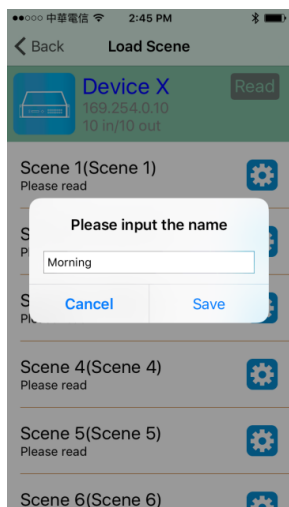 中華電信 2:45 PM
Back Load Scene
Device X Read
169.254.0.10
10 in/10 out
Scene 1(Scene 1)
Please read
Please input the name
Morning
Cancel Save
Scene 4(Scene 4)
Please read
Scene 5(Scene 5)
Please read
Scene 6(Scene 6)